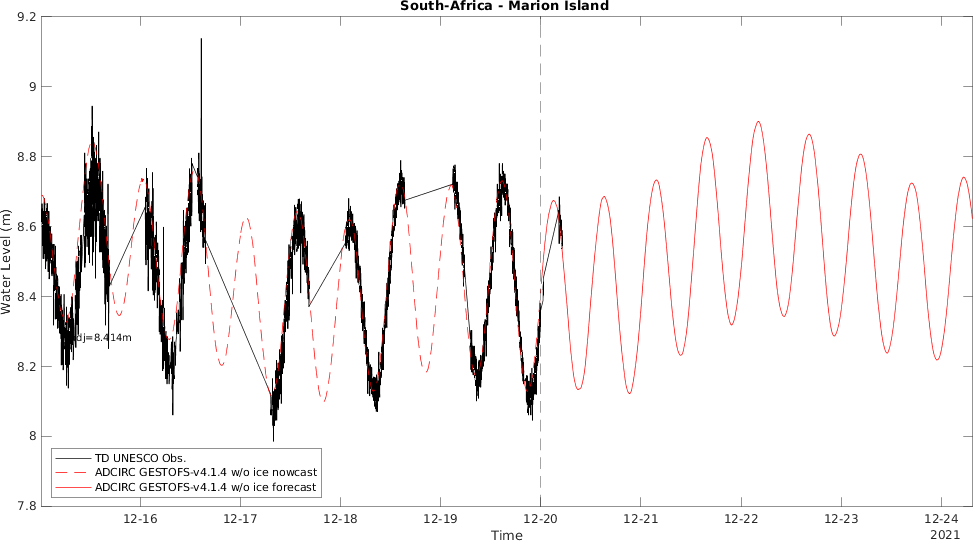 South-Africa - Marion Island
Water Level (m)
9.2
9
8.8
8.6
8.4
8.2
8
7.8
dj=8.414m
TD UNESCO Obs.
ADCIRC GESTOFS-v4.1.4 w/o ice nowcast
ADCIRC GESTOFS-v4.1.4 w/o ice forecast
12-16 12-17 12-18 12-19 12-20 12-21 12-22 12-23 12-24
Time 2021